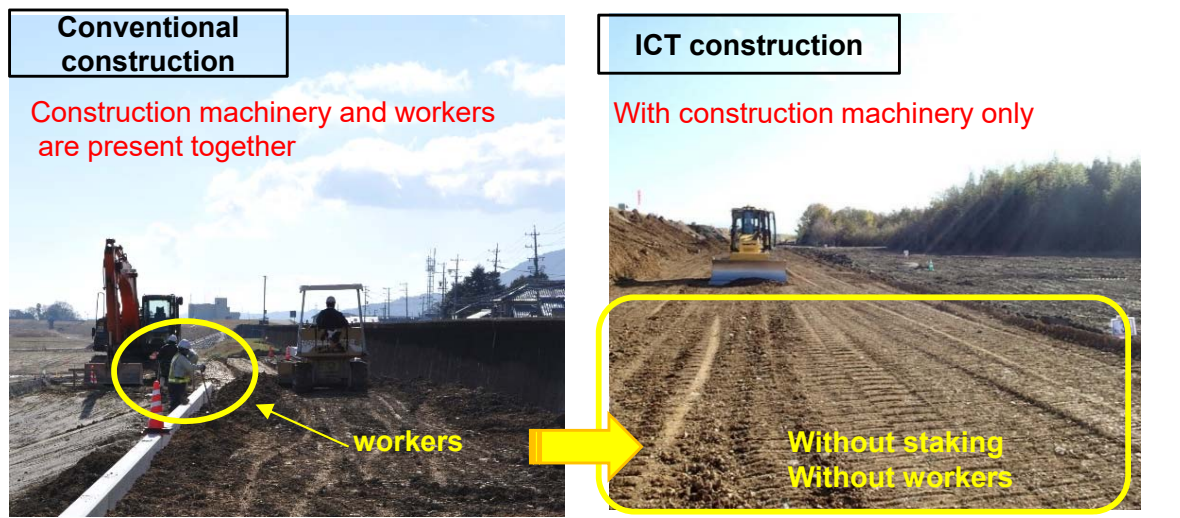 Conventional
construction
Construction machinery and workers
are present together
workers
ICT construction
With construction machinery only
Without staking
Without workers